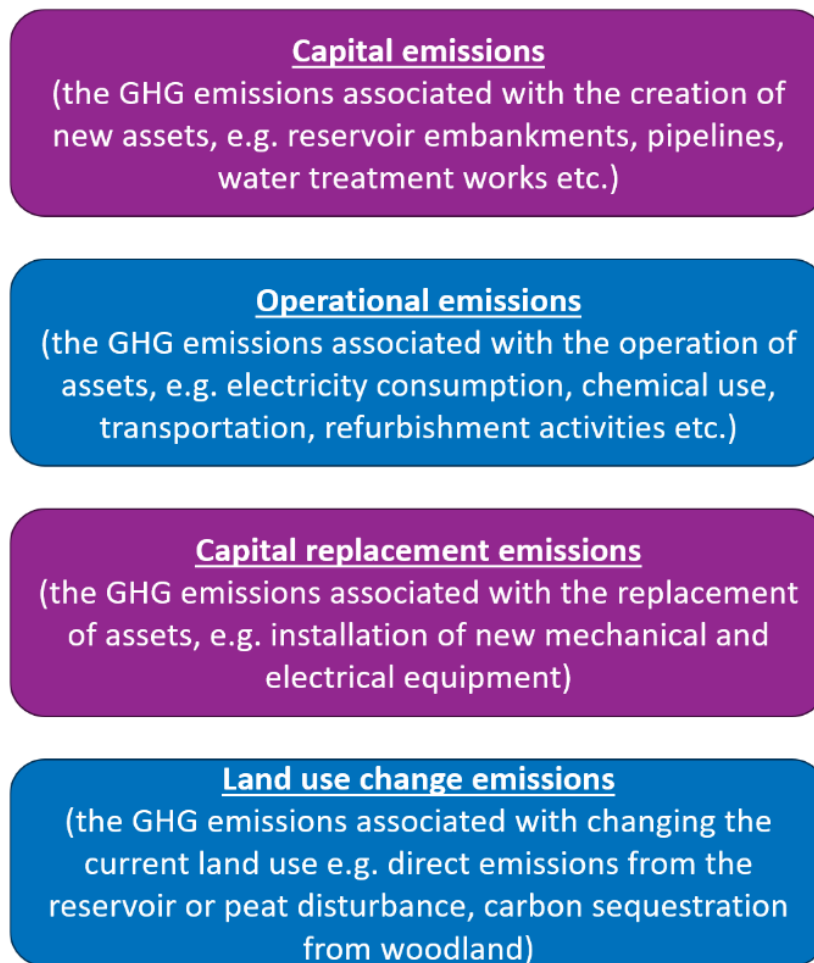 Capital emissions
(the GHG emissions associated with the creation of
new assets, e.g. reservoir embankments, pipelines,
water treatment works etc.)
Operational emissions
(the GHG emissions associated with the operation of
assets, e.g. electricity consumption, chemical use,
transportation, refurbishment activities etc.)
Capital replacement emissions
(the GHG emissions associated with the replacement
of assets, e.g. installation of new mechanical and
electrical equipment)
Land use change emissions
(the GHG emissions associated with changing the
current land use e.g. direct emissions from the
reservoir or peat disturbance, carbon sequestration
from woodland)